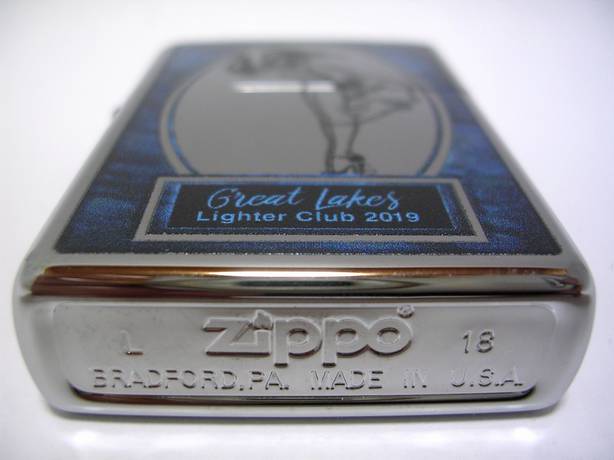 Great Lakes
Lighter Club 2019
L zippo® 18
BRADFORD,PA. MADE IN U.S.A.